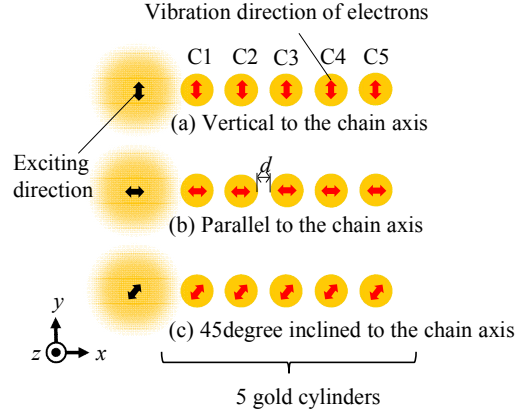 Vibration direction of electrons
C1 C2 C3 C4 C5
(a) Vertical to the chain axis
Exciting
direction
d
(b) Parallel to the chain axis
(c) 45degree inclined to the chain axis
y
z x
5 gold cylinders